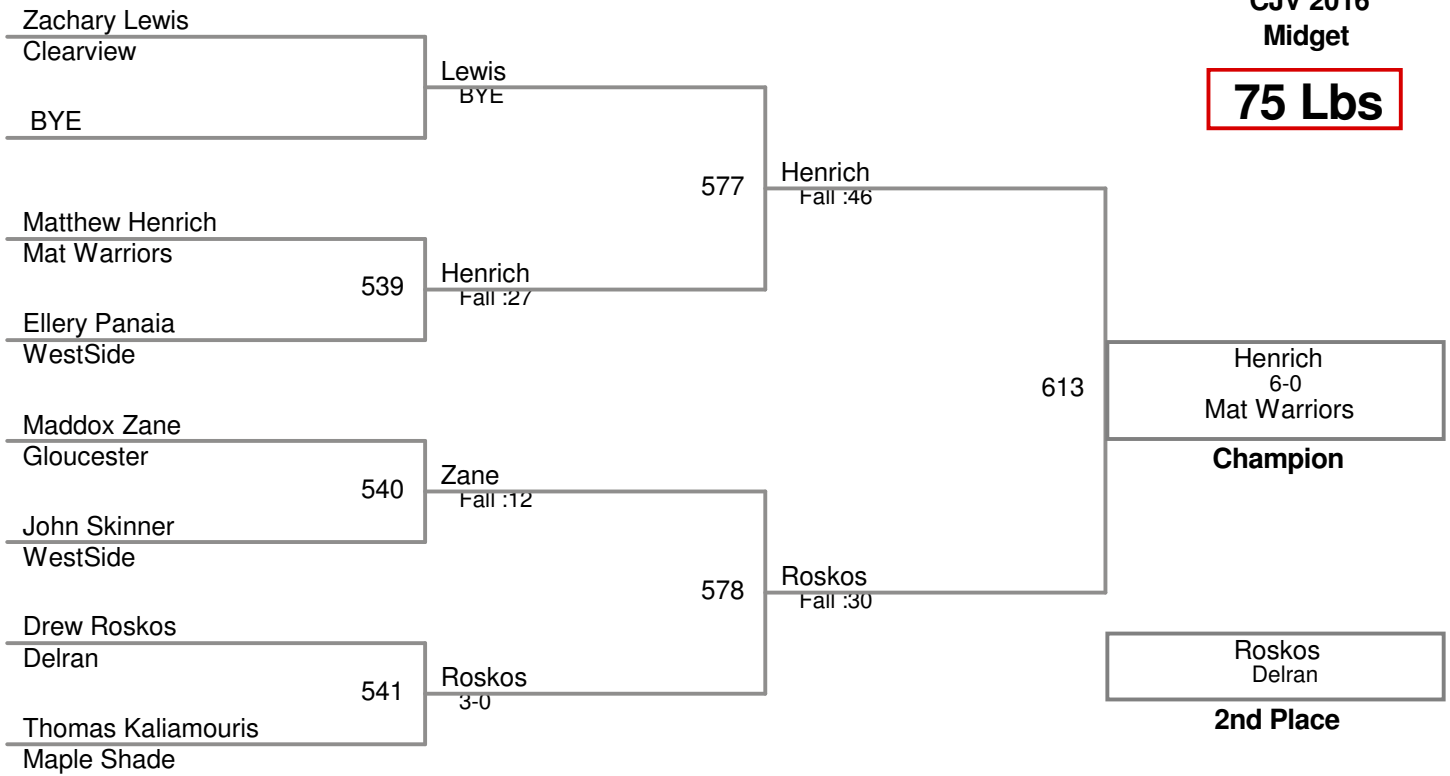 CJV 2016
Midget
75 Lbs
Zachary Lewis
Clearview
BYE
Lewis
BYE
Matthew Henrich
Mat Warriors
539
Ellery Panaia
WestSide
Henrich
Fall :27
577
Henrich
Fall :46
Maddox Zane
Gloucester
540
John Skinner
WestSide
Zane
Fall :12
Drew Roskos
Delran
541
Thomas Kaliamouris
Maple Shade
Roskos
3-0
578
Roskos
Fall :30
613
Henrich
6-0
Mat Warriors
Champion
Roskos
Delran
2nd Place